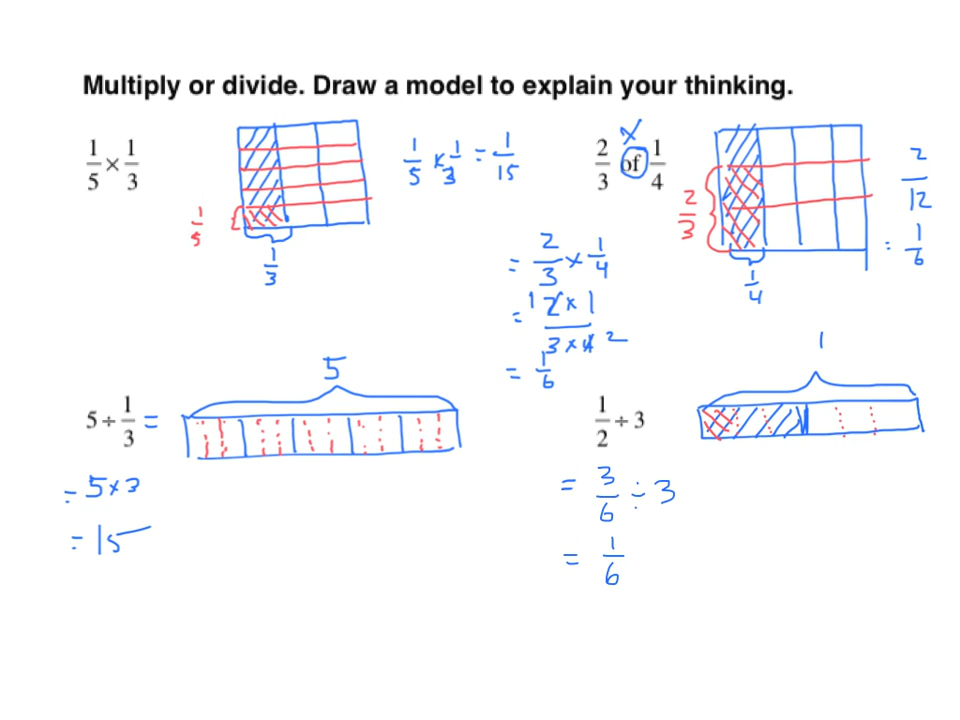 Multiply or divide. Draw a model to explain your thinking.
1/5 × 1/3
1/5
1/3
1/5 × 1/3 = 1/15
2/3 of 1/4
×
2/3
1/4
2/12
= 1/6
= 2/3 × 1/4
= 1 2 × 1 / 3 × 4 2
= 1/6
5 ÷ 1/3 =
5
= 5 × 3
= 15
1/2 ÷ 3
1
= 3/6 ÷ 3
= 1/6